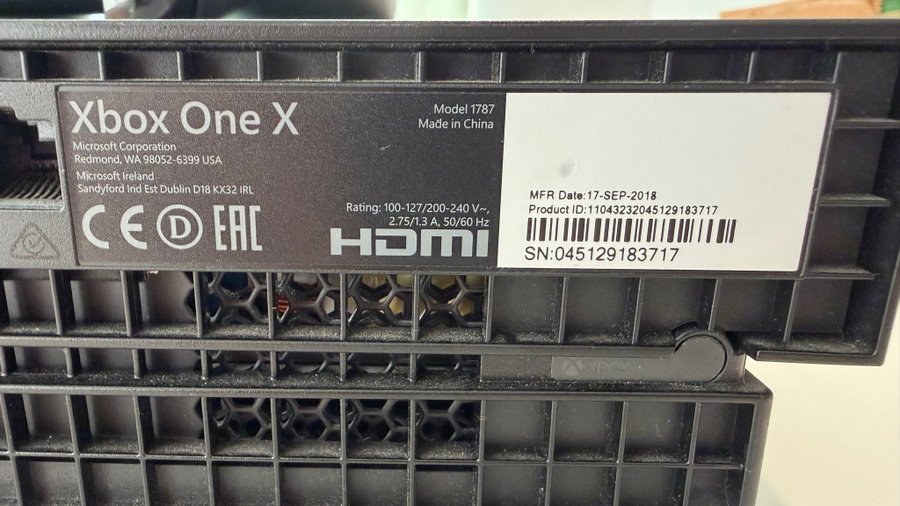 Xbox One X
Microsoft Corporation
Redmond, WA 98052-6399 USA
Microsoft Ireland
Sandyford Ind Est Dublin D18 KX32 IRL
CE D EAC
Model 1787
Made in China
Rating: 100-127/200-240 V~,
2.75/1.3 A, 50/60 Hz
HDMI
MFR Date:17-SEP-2018
Product ID:11043232045129183717
SN:045129183717
XBOX